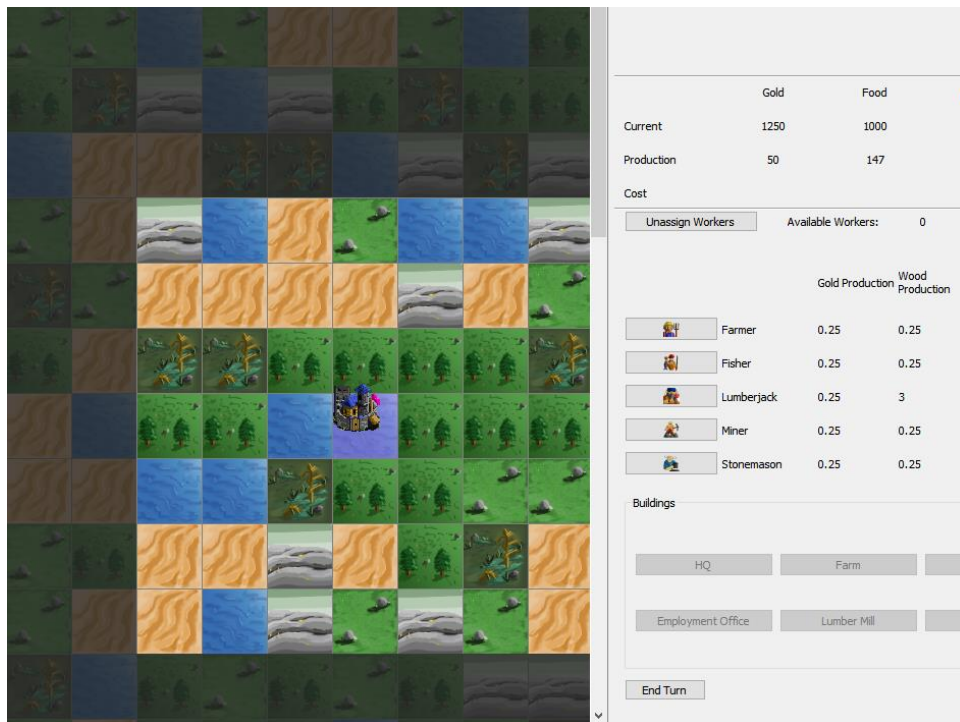 Gold Food
Current 1250 1000
Production 50 147
Cost
Unassign Workers Available Workers: 0
Gold Production Wood Production
Farmer 0.25 0.25
Fisher 0.25 0.25
Lumberjack 0.25 3
Miner 0.25 0.25
Stonemason 0.25 0.25
Buildings
HQ Farm
Employment Office Lumber Mill
End Turn